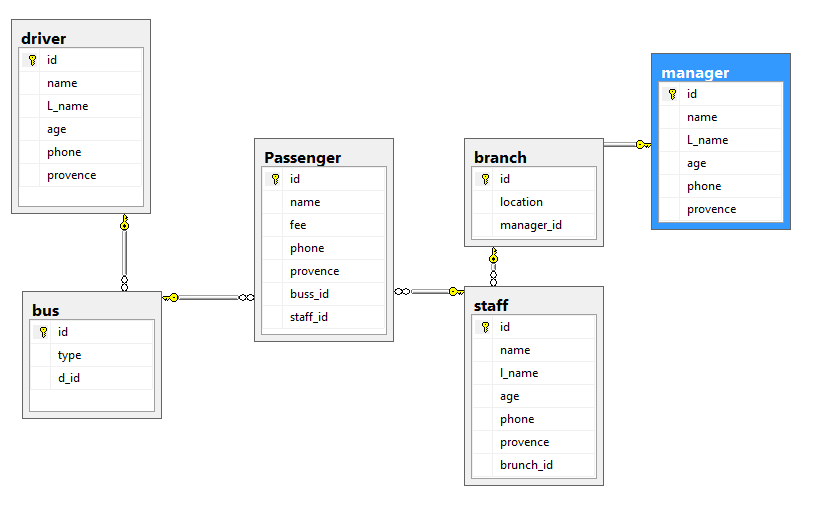 driver
id
name
L_name
age
phone
provence
bus
id
type
d_id
Passenger
id
name
fee
phone
provence
buss_id
staff_id
branch
id
location
manager_id
staff
id
name
l_name
age
phone
provence
brunch_id
manager
id
name
L_name
age
phone
provence